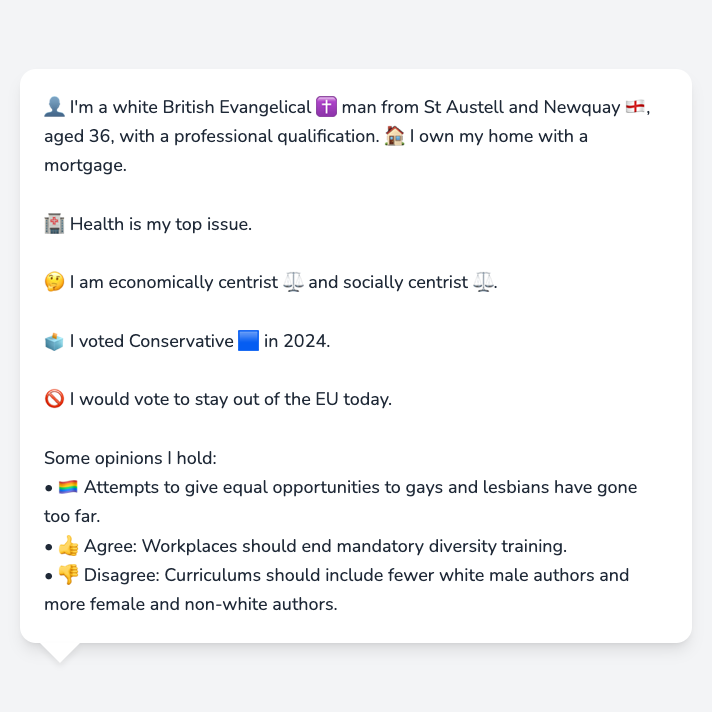 👤 I'm a white British Evangelical ✝️ man from St Austell and Newquay 🏴󠁧󠁢󠁥󠁮󠁧󠁿,
aged 36, with a professional qualification. 🏠 I own my home with a
mortgage.
🏥 Health is my top issue.
🤔 I am economically centrist ⚖️ and socially centrist ⚖️.
🗳️ I voted Conservative 🟦 in 2024.
🚫 I would vote to stay out of the EU today.
Some opinions I hold:
• 🏳️‍🌈 Attempts to give equal opportunities to gays and lesbians have gone
too far.
• 👍 Agree: Workplaces should end mandatory diversity training.
• 👎 Disagree: Curriculums should include fewer white male authors and
more female and non-white authors.